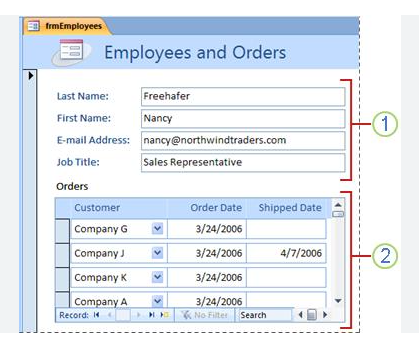 frmEmployees
Employees and Orders
Last Name: Freehafer
First Name: Nancy
E-mail Address: nancy@northwindtraders.com
Job Title: Sales Representative
1
Orders
Customer Order Date Shipped Date
Company G 3/24/2006
Company J 3/24/2006 4/7/2006
2
Company K 3/24/2006
Company A 3/24/2006
Record: No Filter Search